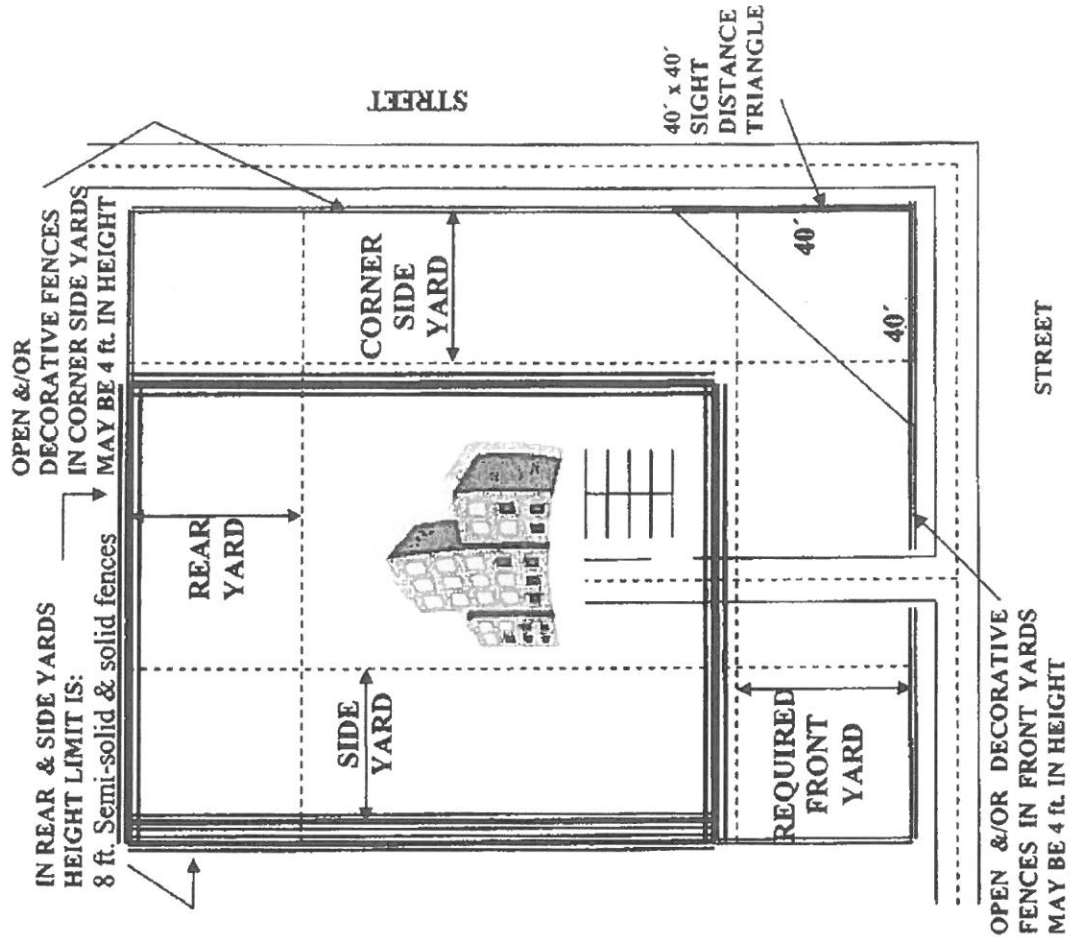 IN REAR & SIDE YARDS
HEIGHT LIMIT IS:
8 ft. Semi-solid & solid fences
OPEN &/OR
DECORATIVE FENCES
IN CORNER SIDE YARDS
MAY BE 4 ft. IN HEIGHT
STREET
REAR
YARD
CORNER
SIDE
YARD
SIDE
YARD
40´ x 40´
SIGHT
DISTANCE
TRIANGLE
40´
40´
REQUIRED
FRONT
YARD
STREET
OPEN &/OR DECORATIVE
FENCES IN FRONT YARDS
MAY BE 4 ft. IN HEIGHT